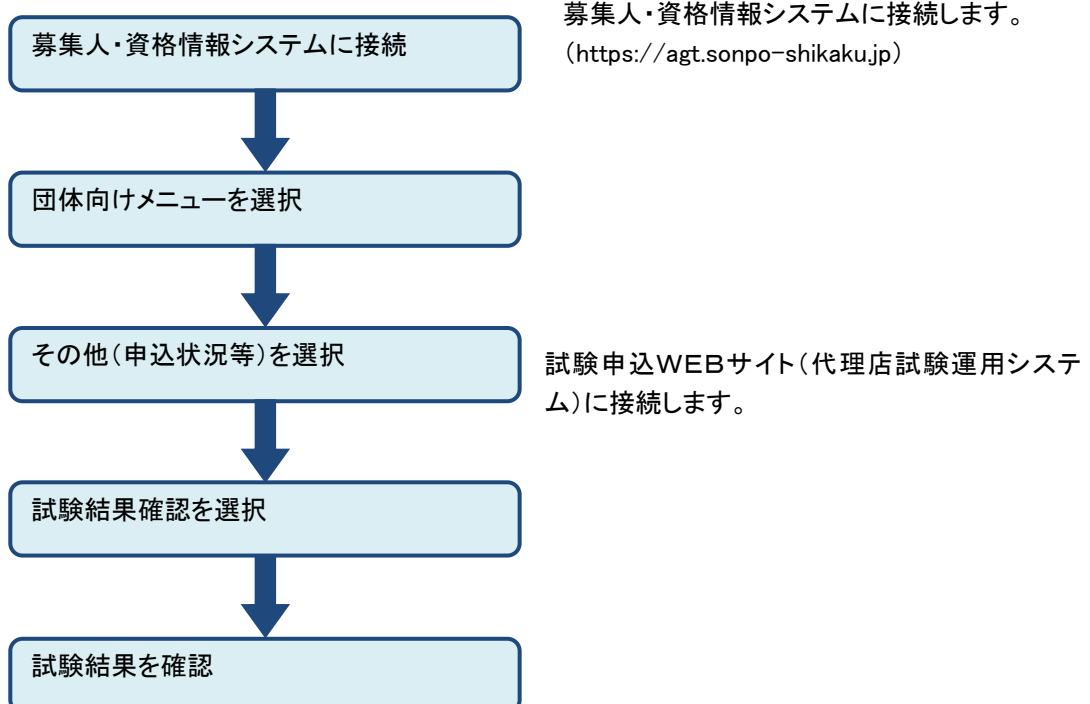 募集人・資格情報システムに接続します。
募集人・資格情報システムに接続
（https://agt.sonpo-shikaku.jp）
団体向けメニューを選択
その他（申込状況等）を選択
試験申込ＷＥＢサイト（代理店試験運用システ
ム）に接続します。
試験結果確認を選択
試験結果を確認